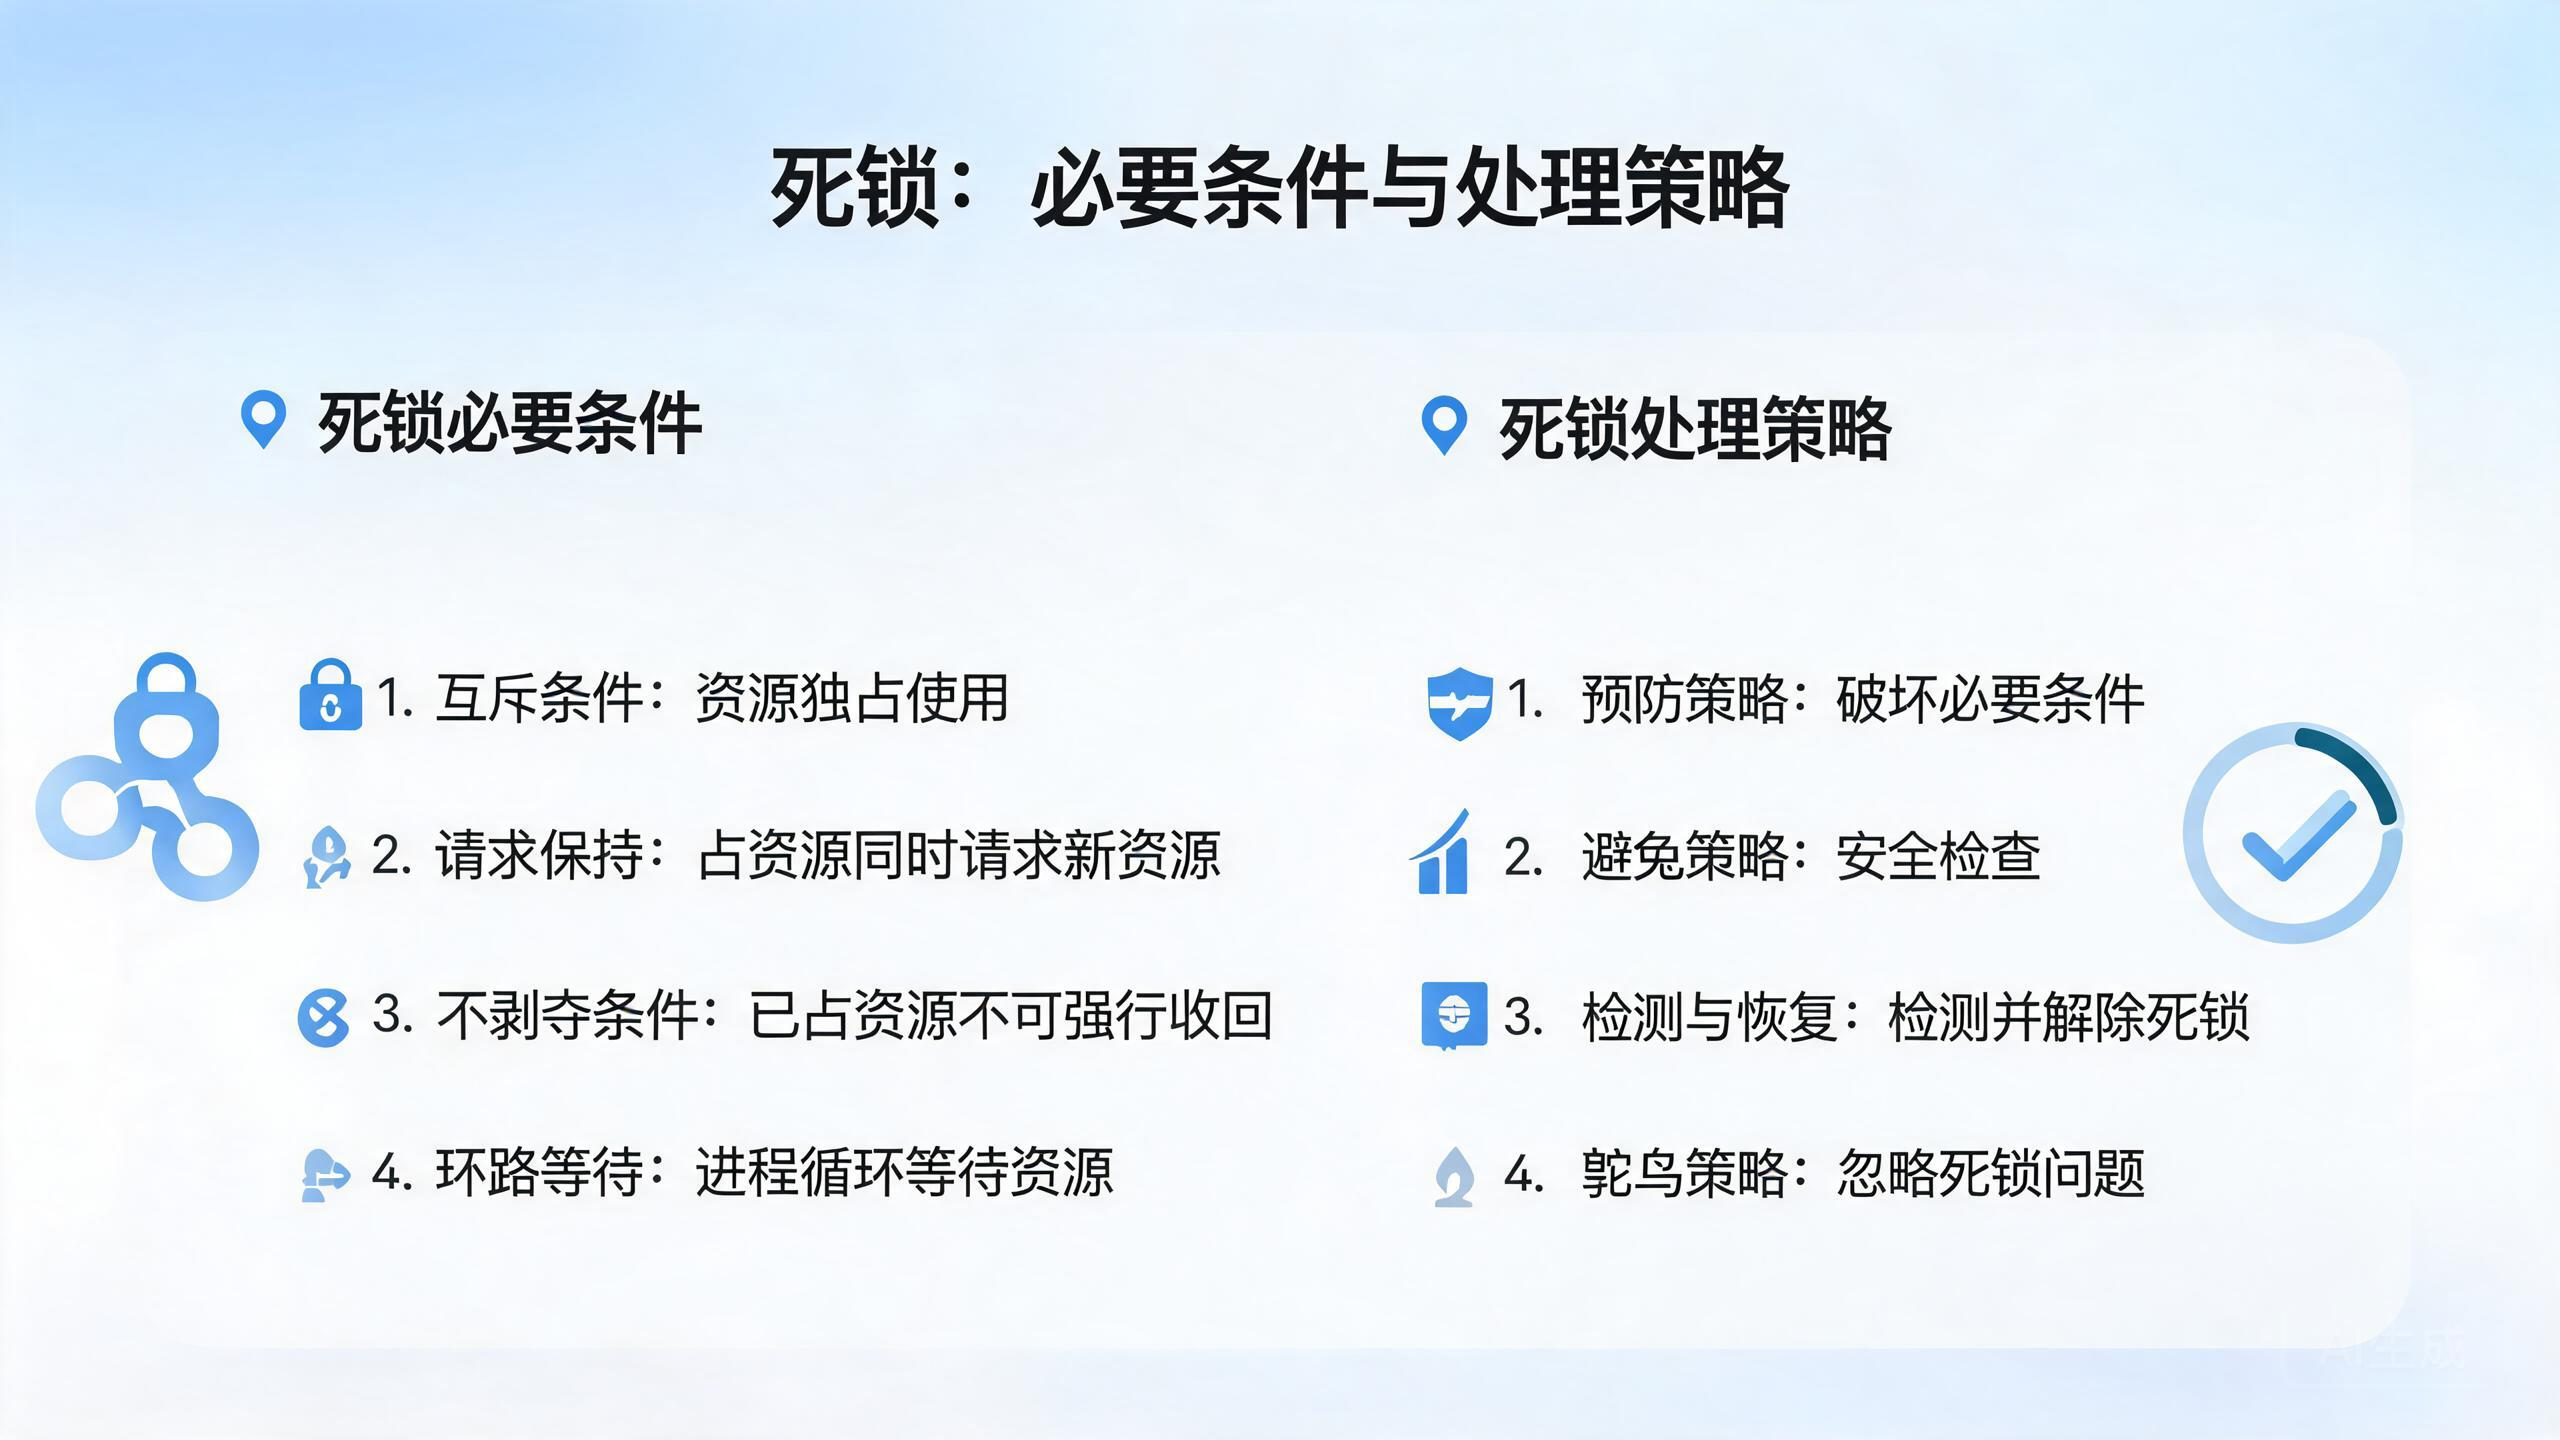 死锁：必要条件与处理策略
死锁必要条件
1. 互斥条件：资源独占使用
2. 请求保持：占资源同时请求新资源
3. 不剥夺条件：已占资源不可强行收回
4. 环路等待：进程循环等待资源
死锁处理策略
1. 预防策略：破坏必要条件
2. 避免策略：安全检查
3. 检测与恢复：检测并解除死锁
4. 鸵鸟策略：忽略死锁问题
AI生成